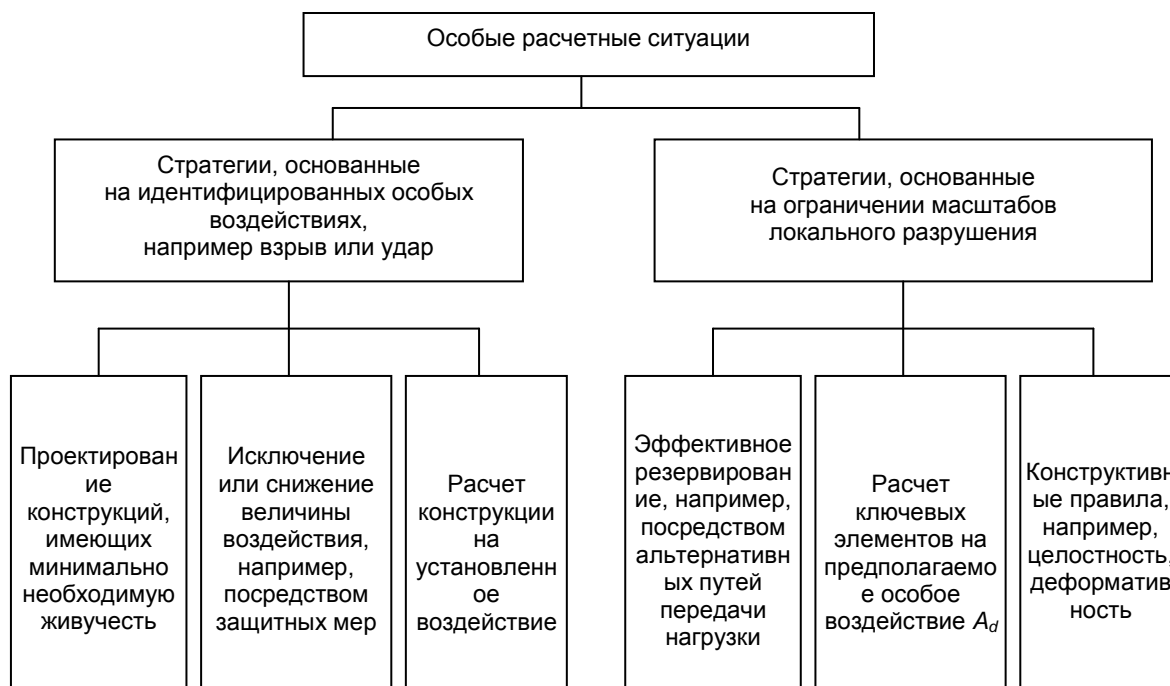 Особые расчетные ситуации
Стратегии, основанные
на идентифицированных особых
воздействиях,
например взрыв или удар
Стратегии, основанные
на ограничении масштабов
локального разрушения
Проектирован
ие
конструкций,
имеющих
минимально
необходимую
живучесть
Исключение
или снижение
величины
воздействия,
например,
посредством
защитных мер
Расчет
конструкции
на
установленн
ое
воздействие
Эффективное
резервирован
ие, например,
посредством
альтернативн
ых путей
передачи
нагрузки
Расчет
ключевых
элементов на
предполагаемо
е особое
воздействие A_d
Конструктивн
ые правила,
например,
целостность,
деформатив
ность